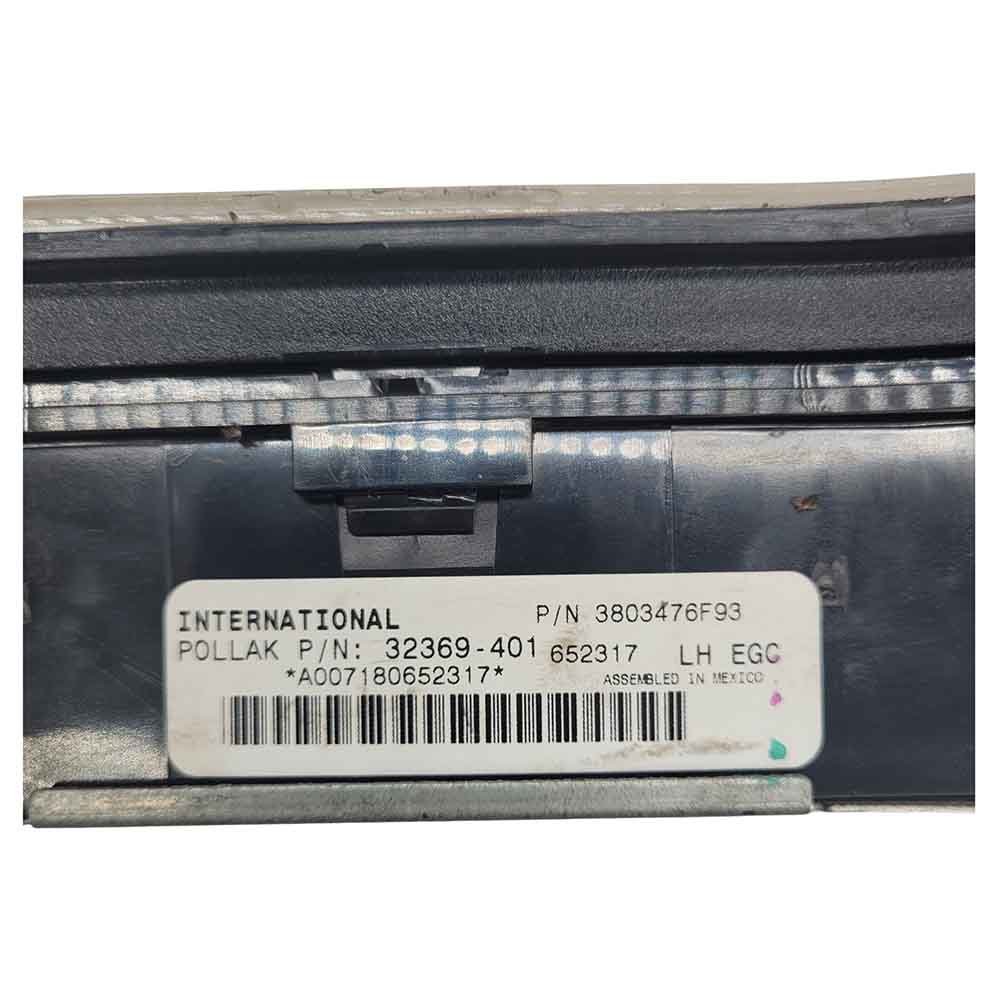 INTERNATIONAL P/N 3803476F93
POLLAK P/N: 32369-401 652317 LH EGC
*A007180652317* ASSEMBLED IN MEXICO